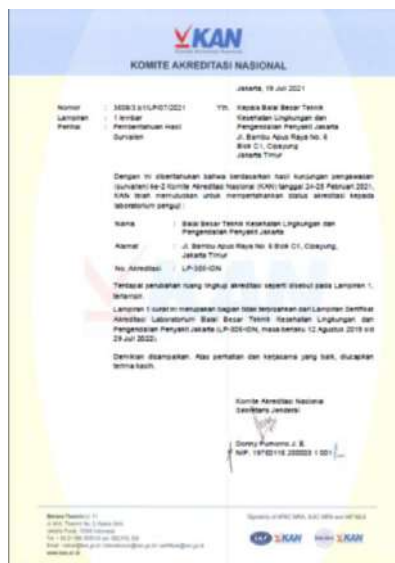 KAN
KOMITE AKREDITASI NASIONAL
Jakarta, 19 Juli 2021
Nomor :
Lampiran : 1 lembar
Perihal : Pemberitahuan Hasil
Survailen
Yth. Kepala Balai Besar Teknik
Kesehatan Lingkungan dan
Pengendalian Penyakit Jakarta
Jl. Bambu Apus Raya No. 6
Blok C1, Cipayung,
Jakarta Timur
Dengan ini diberitahukan bahwa berdasarkan hasil kunjungan pengawasan
(survailen) ke-2 Komite Akreditasi Nasional (KAN) tanggal 24-25 Februari 2021,
KAN telah memutuskan untuk mempertahankan status akreditasi kepada
laboratorium penguji :
Nama : Balai Besar Teknik Kesehatan Lingkungan dan
Pengendalian Penyakit Jakarta
Alamat : Jl. Bambu Apus Raya No. 6 Blok C1, Cipayung,
Jakarta Timur
No. Akreditasi : LP-305-IDN
Terdapat perubahan ruang lingkup akreditasi seperti disebut pada Lampiran 1,
terlampir.
Lampiran 1 surat ini merupakan bagian tidak terpisahkan dari Lampiran Sertifikat
Akreditasi Laboratorium Balai Besar Teknik Kesehatan Lingkungan dan
Pengendalian Penyakit Jakarta (LP-305-IDN, masa berlaku 12 Agustus 2019 s/d
29 Juli 2022).
Demikian disampaikan. Atas perhatian dan kerjasama yang baik, diucapkan
terima kasih.
Komite Akreditasi Nasional
Sekretaris Jenderal
Donny Purnomo J. E.
KAN
KAN